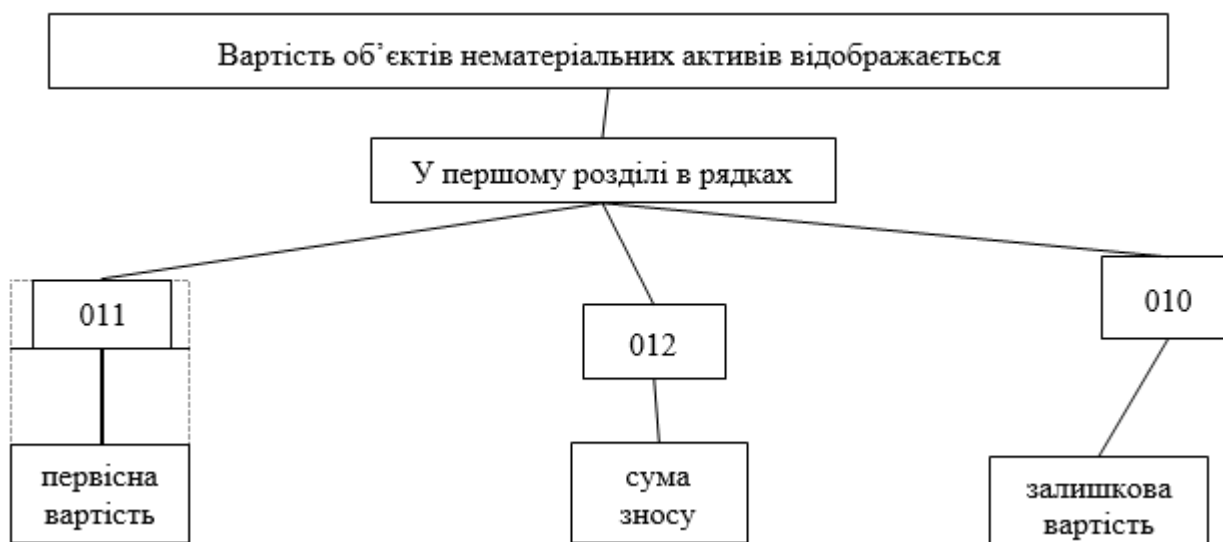 Вартість об’єктів нематеріальних активів відображається
У першому розділі в рядках
011
012
010
первісна
вартість
сума
зносу
залишкова
вартість